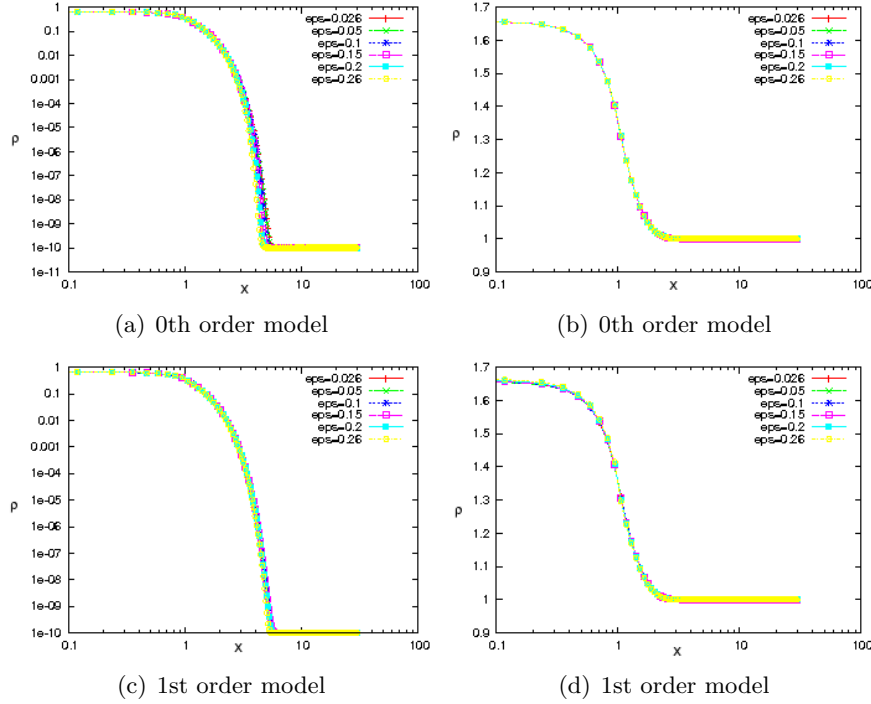 1
0.1
0.1
0.001
0.0001
1e-05
1e-06
1e-07
1e-08
1e-09
1e-10
1e-11
ρ
eps=0.026
eps=0.05
eps=0.1
eps=0.15
eps=0.2
eps=0.26
0.1
1
10
100
x
(a) 0th order model
1.7
1.6
1.5
1.4
1.3
1.2
1.1
1
0.9
ρ
eps=0.026
eps=0.05
eps=0.1
eps=0.15
eps=0.2
eps=0.26
0.1
1
10
100
x
(b) 0th order model
1
0.1
0.1
0.001
0.0001
1e-05
1e-06
1e-07
1e-08
1e-09
1e-10
ρ
eps=0.026
eps=0.05
eps=0.1
eps=0.15
eps=0.2
eps=0.26
0.1
1
10
100
x
(c) 1st order model
1.7
1.6
1.5
1.4
1.3
1.2
1.1
1
0.9
ρ
eps=0.026
eps=0.05
eps=0.1
eps=0.15
eps=0.2
eps=0.26
0.1
1
10
100
x
(d) 1st order model